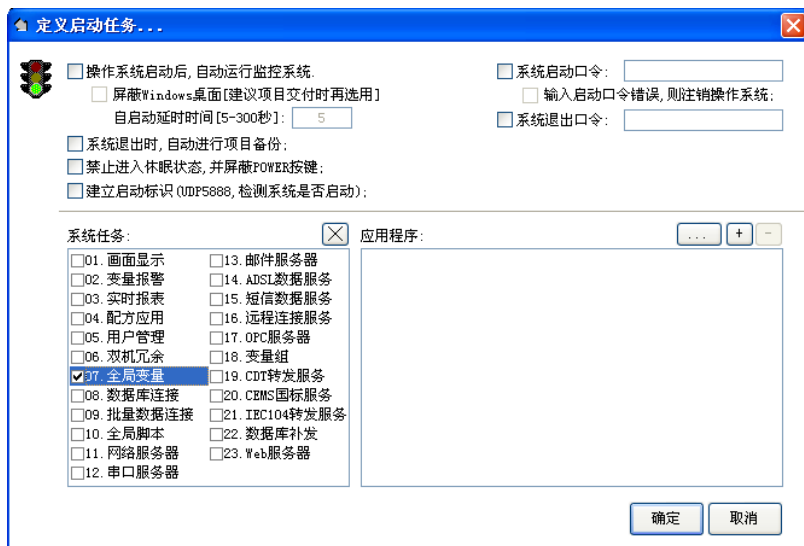 定义启动任务...
操作系统启动后,自动运行监控系统.
屏蔽Windows桌面[建议项目交付时再选用]
自启动延时时间[5-300秒]: 5
系统退出时,自动进行项目备份;
禁止进入休眠状态,并屏蔽POWER按键;
建立启动标识(UDP5888,检测系统是否启动);
系统启动口令:
输入启动口令错误,则注销操作系统;
系统退出口令:
系统任务:
01.画面显示
02.变量报警
03.实时报表
04.配方应用
05.用户管理
06.双机冗余
07.全局变量
08.数据库连接
09.批量数据连接
10.全局脚本
11.网络服务器
12.串口服务器
13.邮件服务器
14.ADSL数据服务
15.短信数据服务
16.远程连接服务
17.OPC服务器
18.变量组
19.CDT转发服务
20.CEMS国标服务
21.IEC104转发服务
22.数据库补发
23.Web服务器
应用程序:
... + -
确定
取消